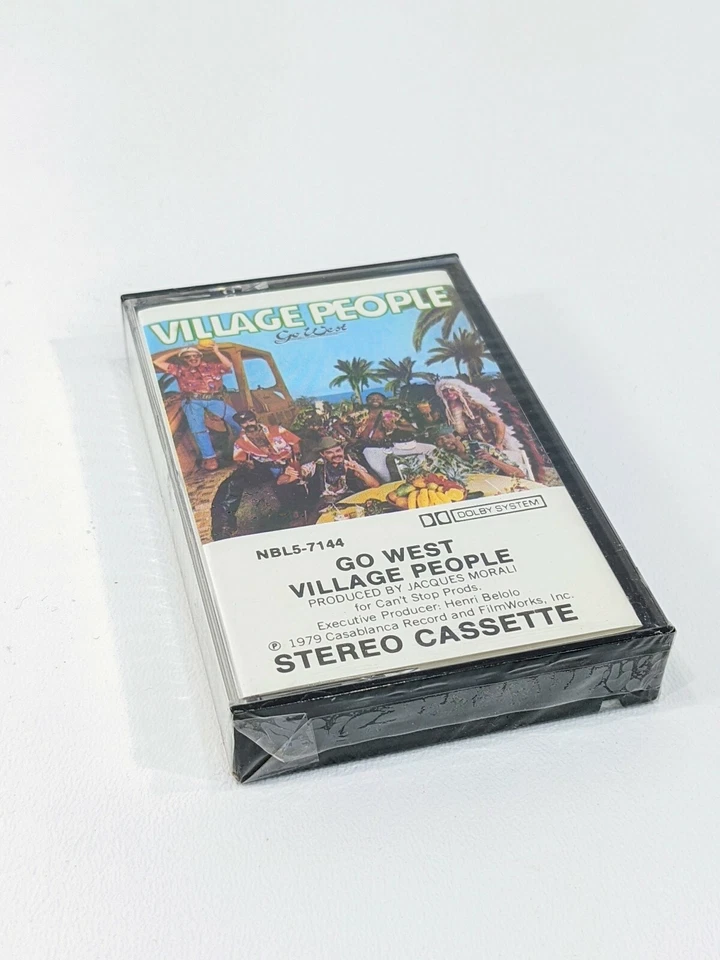 VILLAGE PEOPLE
Go West
DOLBY SYSTEM
NBL5-7144
GO WEST
VILLAGE PEOPLE
PRODUCED BY JACQUES MORALI
for Can't Stop Prods.
Executive Producer: Henri Belolo
℗ 1979 Casablanca Record and FilmWorks, Inc.
STEREO CASSETTE